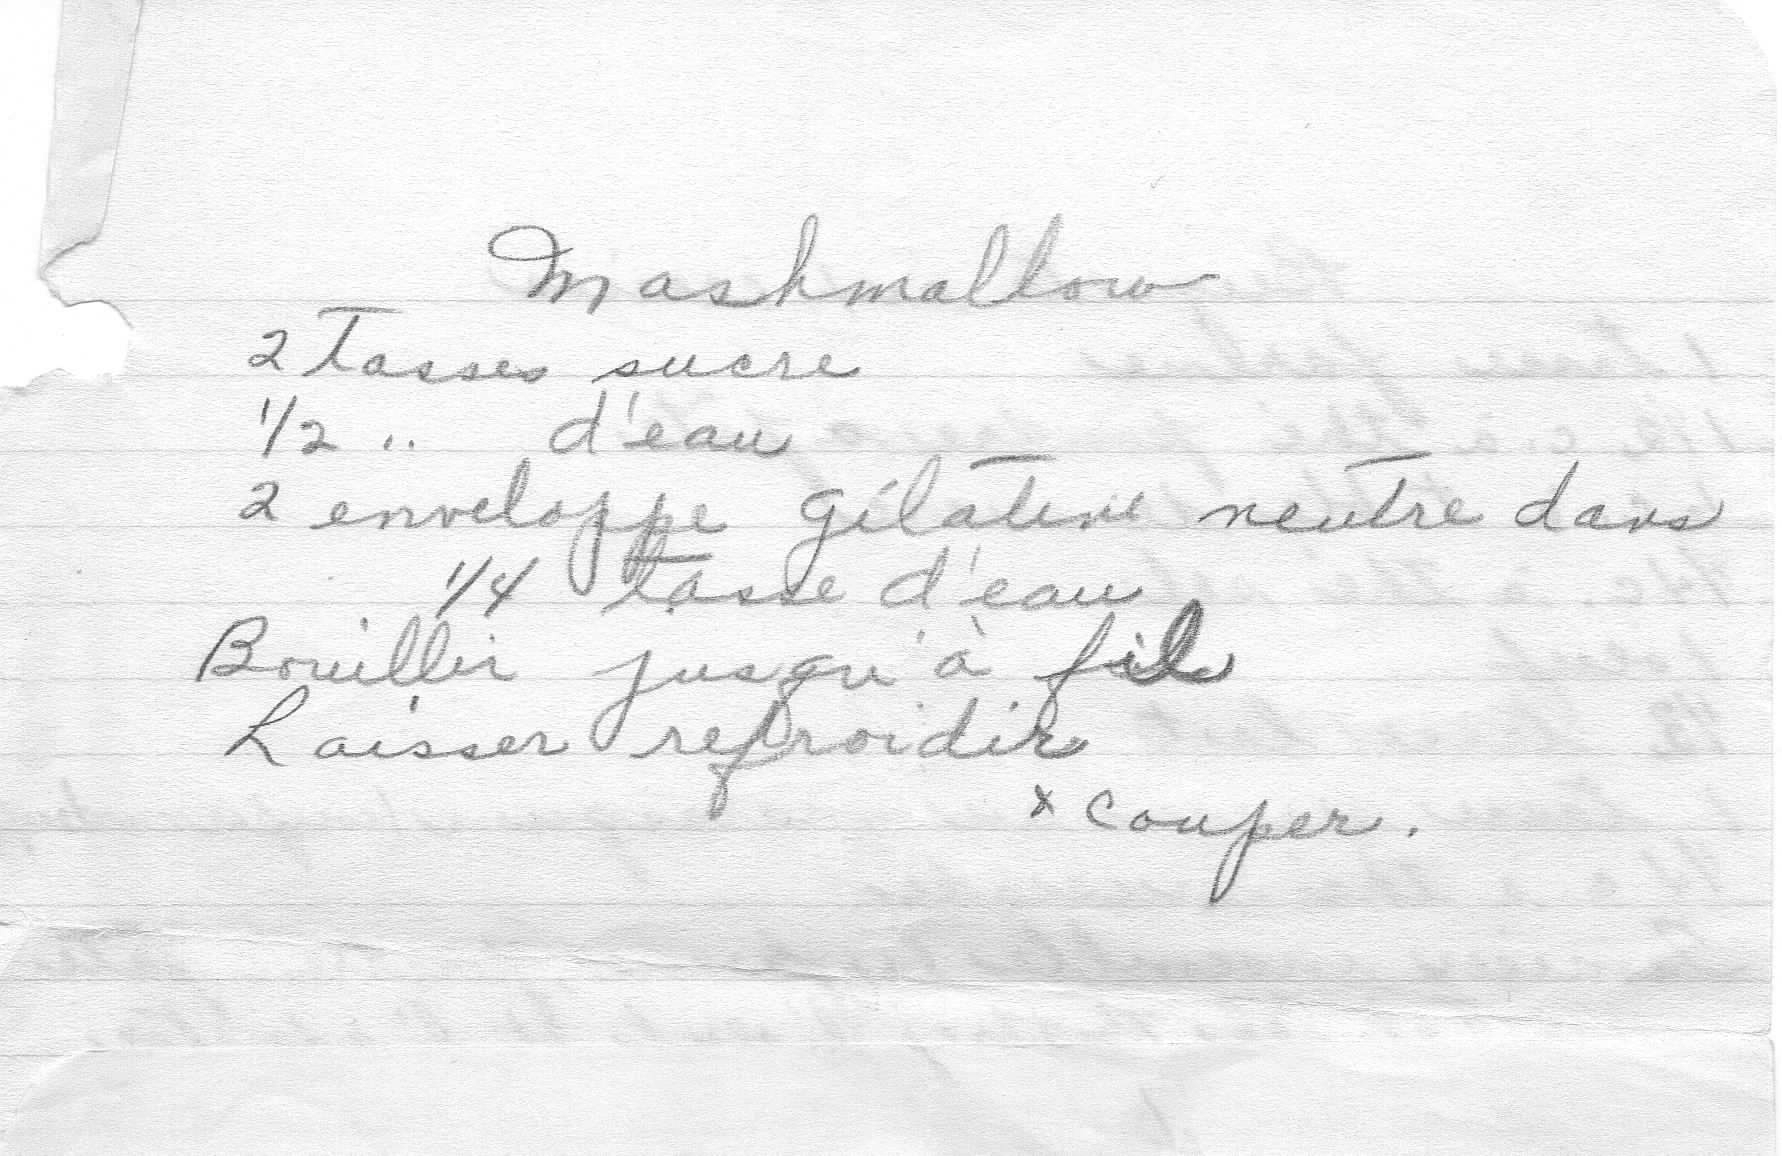 Mashmallow
2 Tasses sucre
1/2 " d'eau
2 enveloppe gélatine neutre dans
1/4 tasse d'eau
Bouillir jusqu'à fil
Laisser refroidir
x couper.